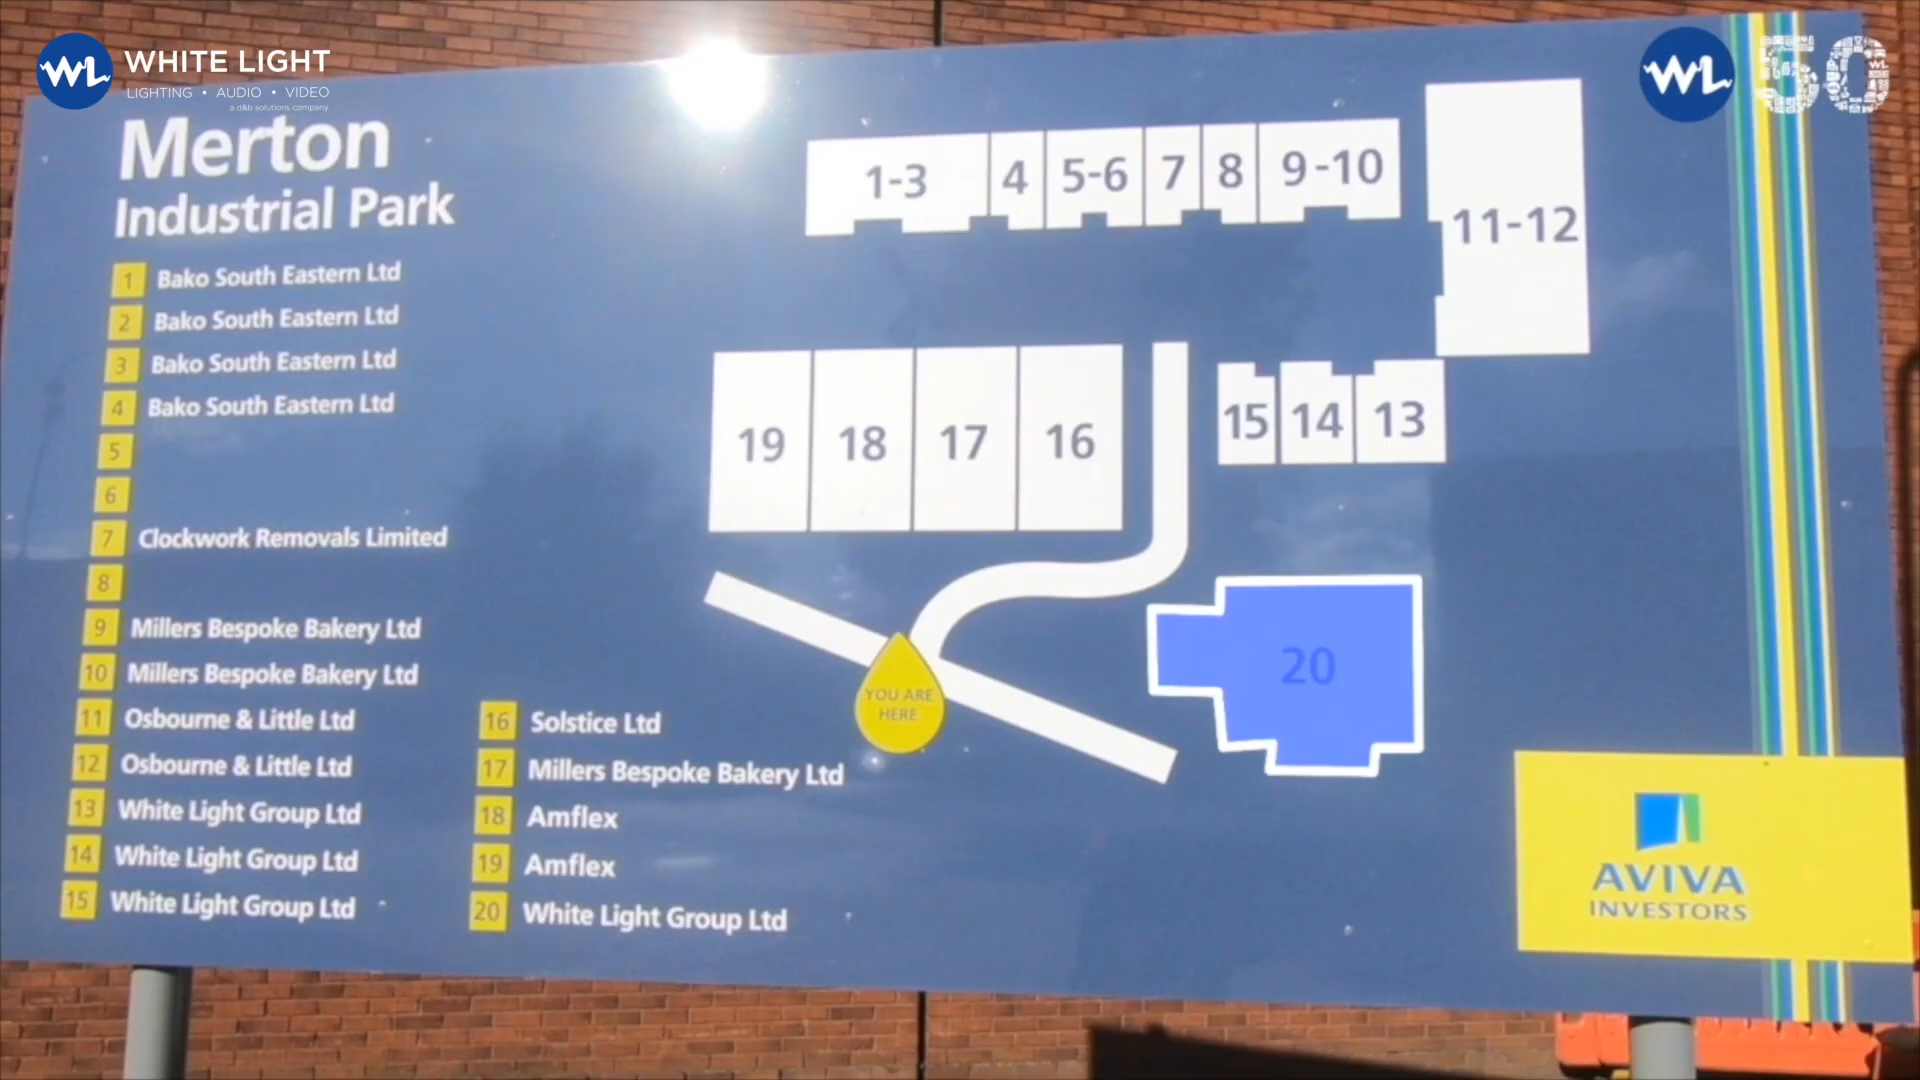 WL WHITE LIGHT
LIGHTING • AUDIO • VIDEO
a d&b solutions company
WL 50
Merton
Industrial Park
1 Bako South Eastern Ltd
2 Bako South Eastern Ltd
3 Bako South Eastern Ltd
4 Bako South Eastern Ltd
5
6
7 Clockwork Removals Limited
8
9 Millers Bespoke Bakery Ltd
10 Millers Bespoke Bakery Ltd
11 Osbourne & Little Ltd
12 Osbourne & Little Ltd
13 White Light Group Ltd
14 White Light Group Ltd
15 White Light Group Ltd
16 Solstice Ltd
17 Millers Bespoke Bakery Ltd
18 Amflex
19 Amflex
20 White Light Group Ltd
1-3 4 5-6 7 8 9-10
11-12
19 18 17 16
15 14 13
20
YOU ARE
HERE
AVIVA
INVESTORS